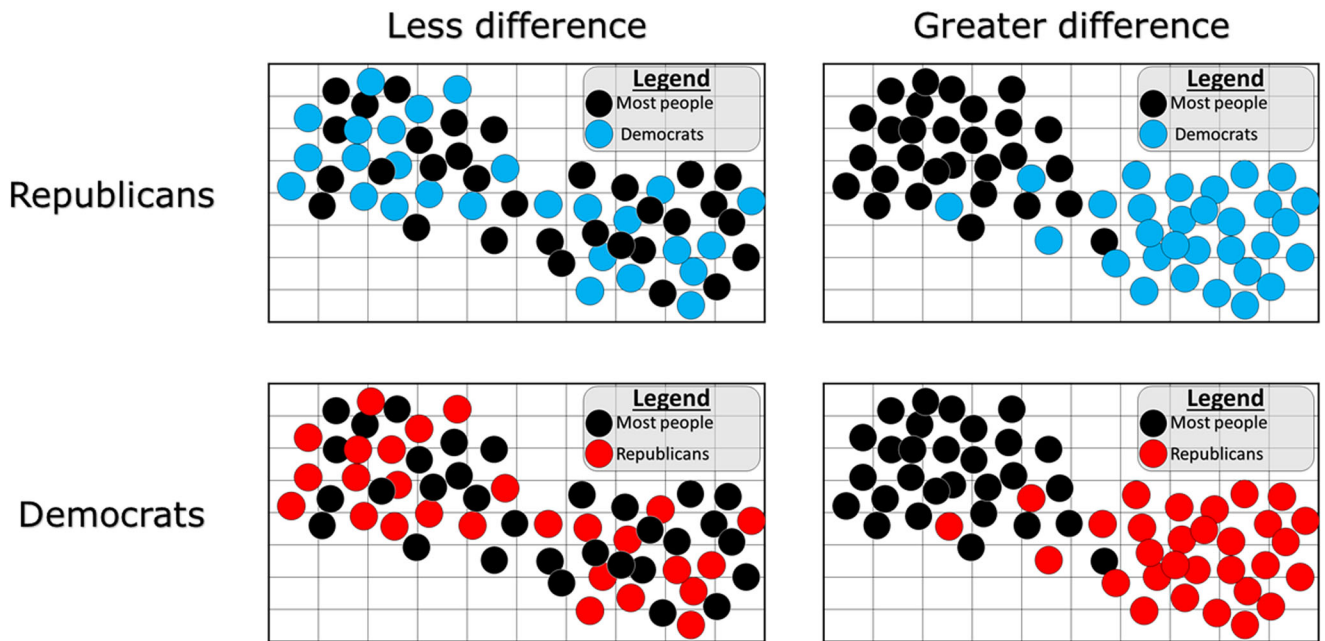 Less difference
Greater difference
Republicans
Legend
Most people
Democrats
Legend
Most people
Democrats
Democrats
Legend
Most people
Republicans
Legend
Most people
Republicans